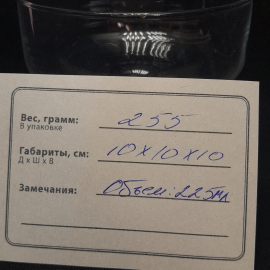 Вес, грамм: 255
В упаковке
Габариты, см: 10х10х10
Д х Ш х В
Замечания: Объем: 225мл